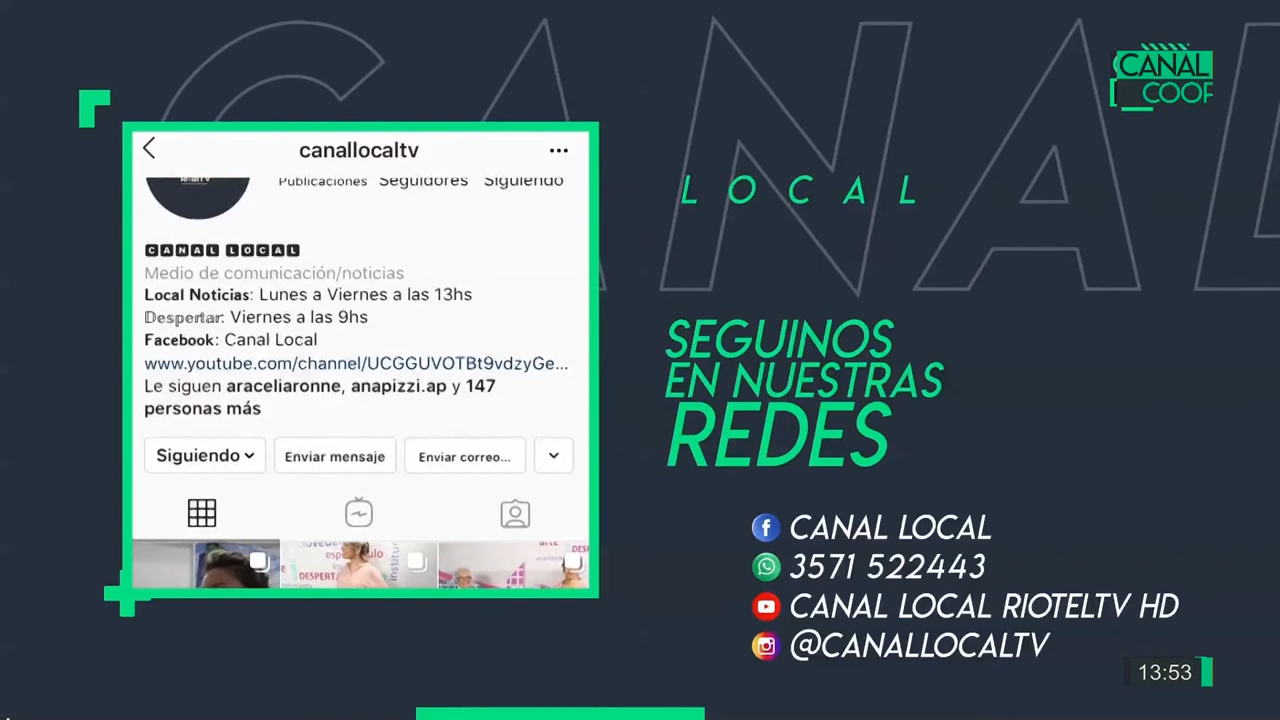 CANAL
CANAL
COOP
canallocaltv
Publicaciones Seguidores Siguiendo
CANAL LOCAL
Medio de comunicación/noticias
Local Noticias: Lunes a Viernes a las 13hs
Despertar: Viernes a las 9hs
Facebook: Canal Local
www.youtube.com/channel/UCGGUVOTBt9vdzyGe...
Le siguen araceliaronne, anapizzi.ap y 147
personas más
Siguiendo
Enviar mensaje
Enviar correo...
LOCAL
SEGUINOS
EN NUESTRAS
REDES
CANAL LOCAL
3571 522443
CANAL LOCAL RIOTELTV HD
@CANALLOCALTV
13:53